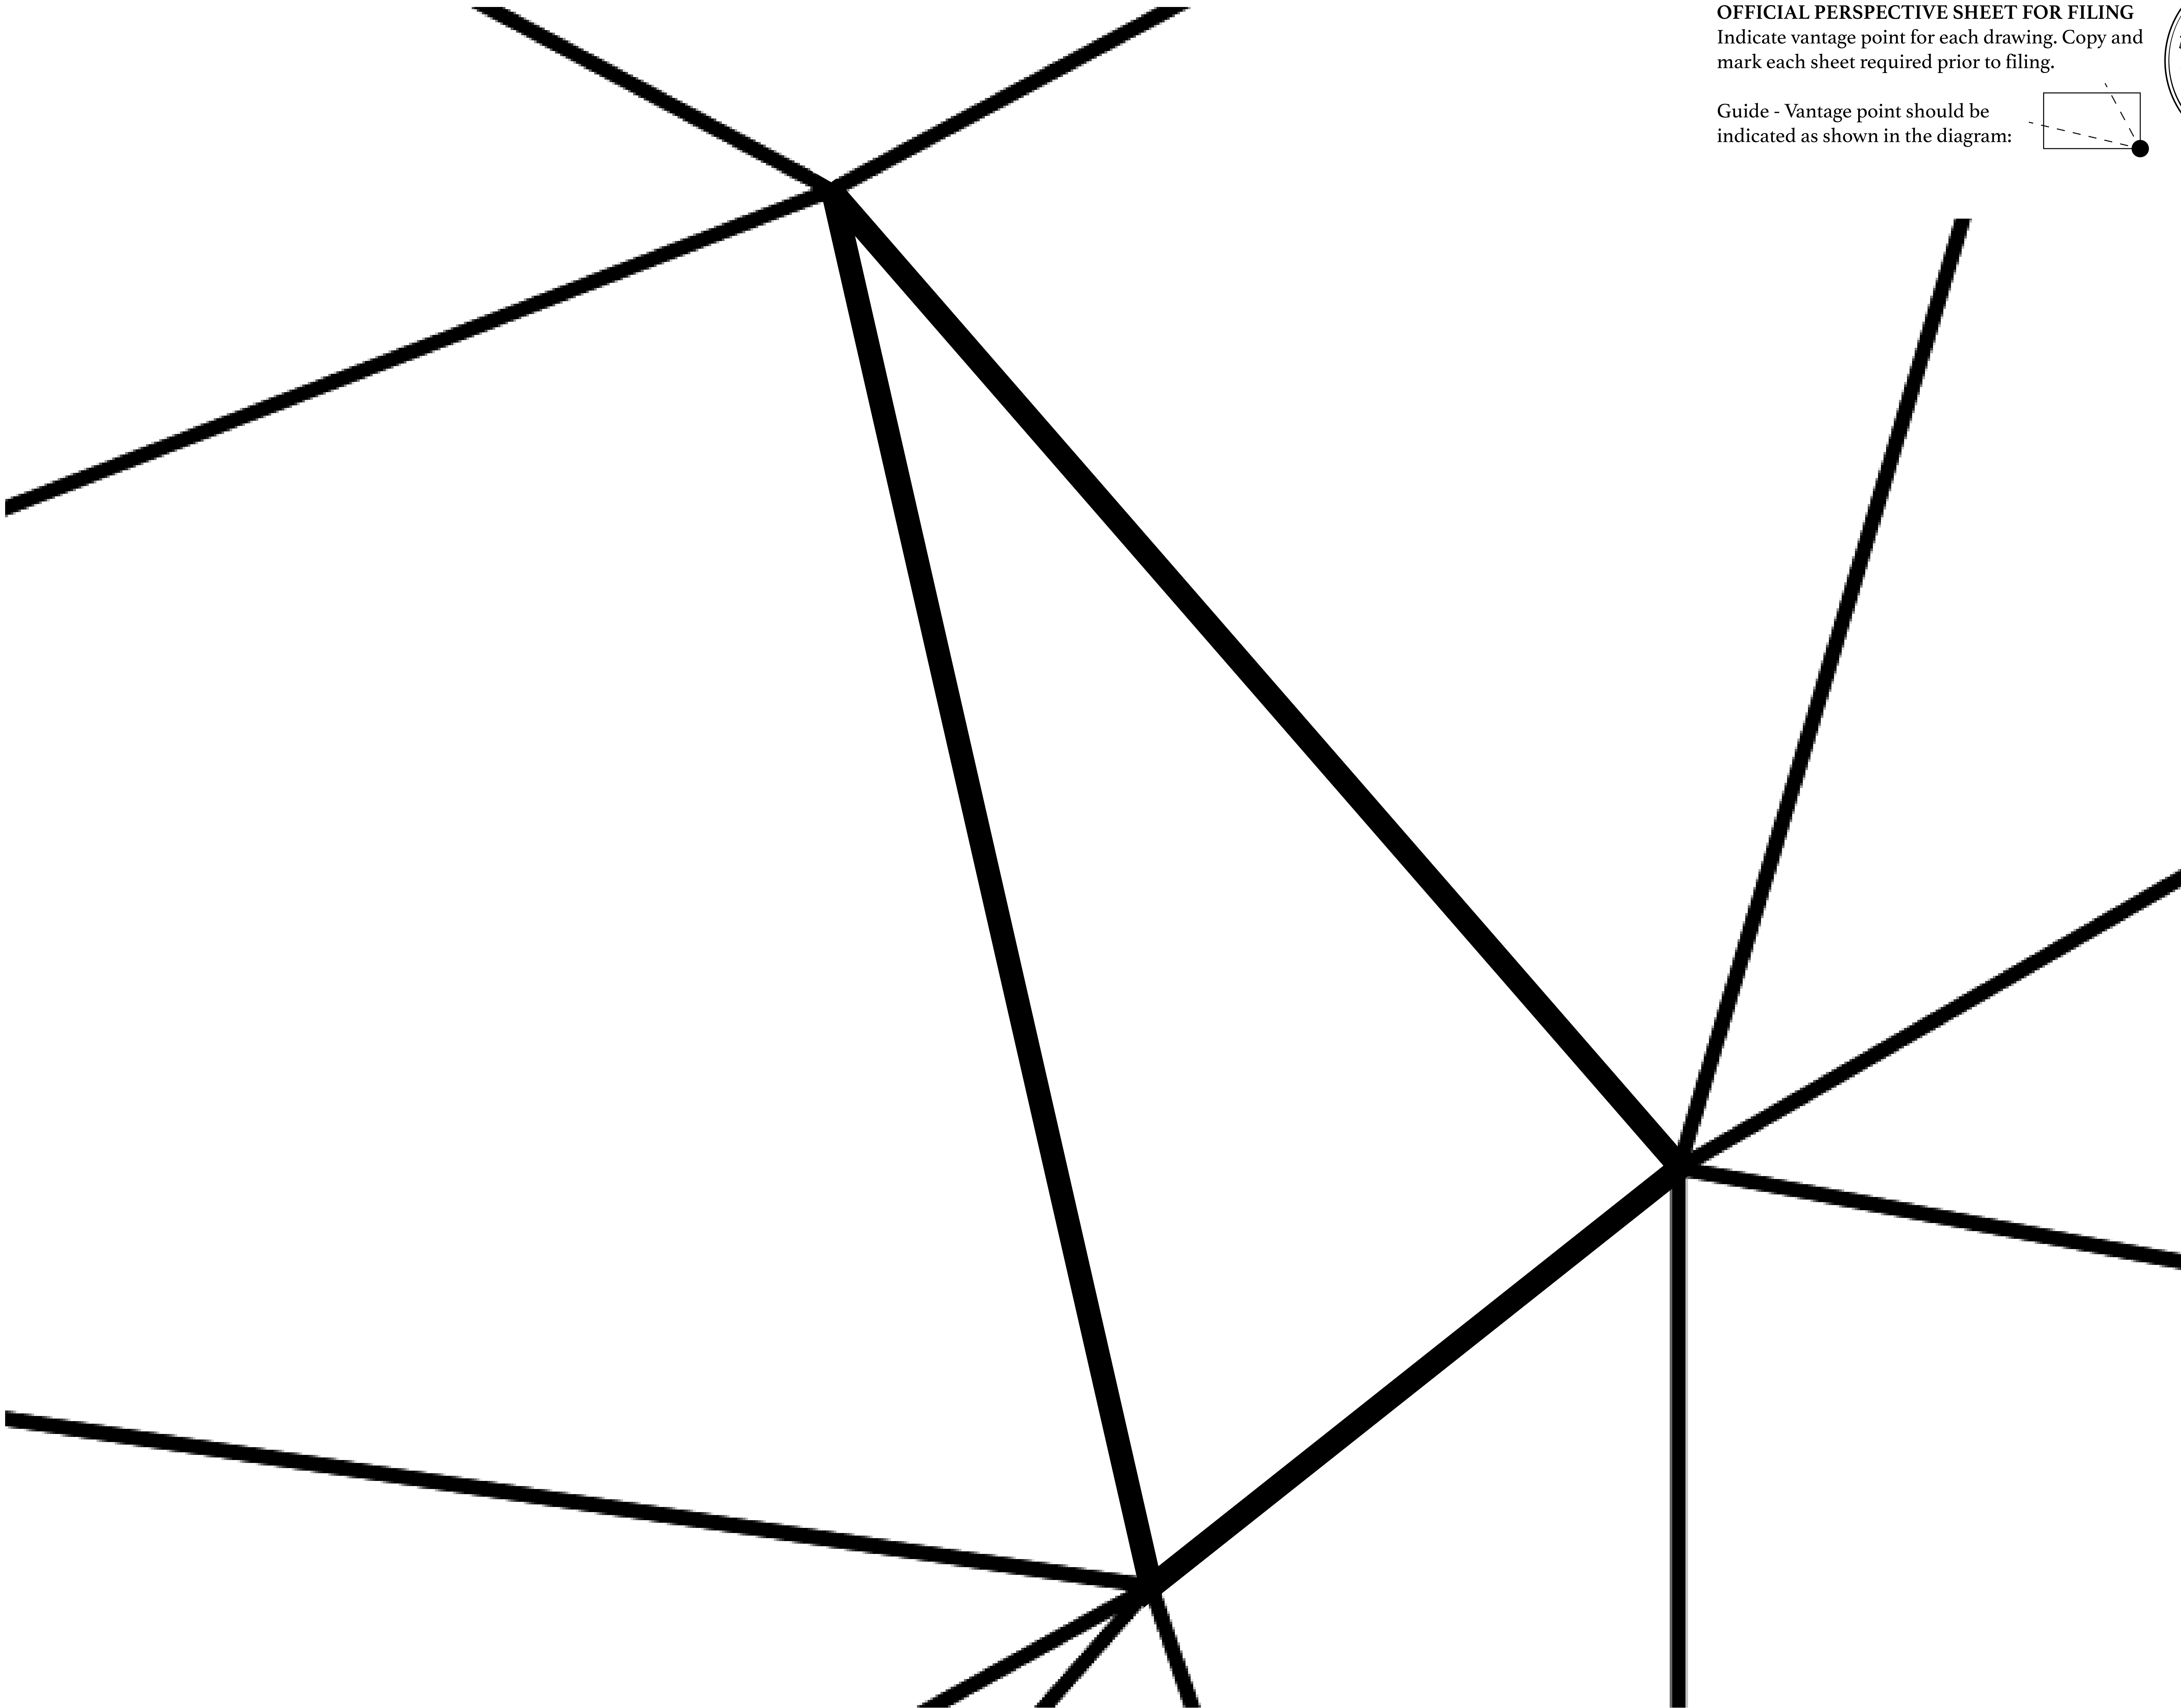 OFFICIAL PERSPECTIVE SHEET FOR FILING
Indicate vantage point for each drawing. Copy and
mark each sheet required prior to filing.
Guide - Vantage point should be
indicated as shown in the diagram: